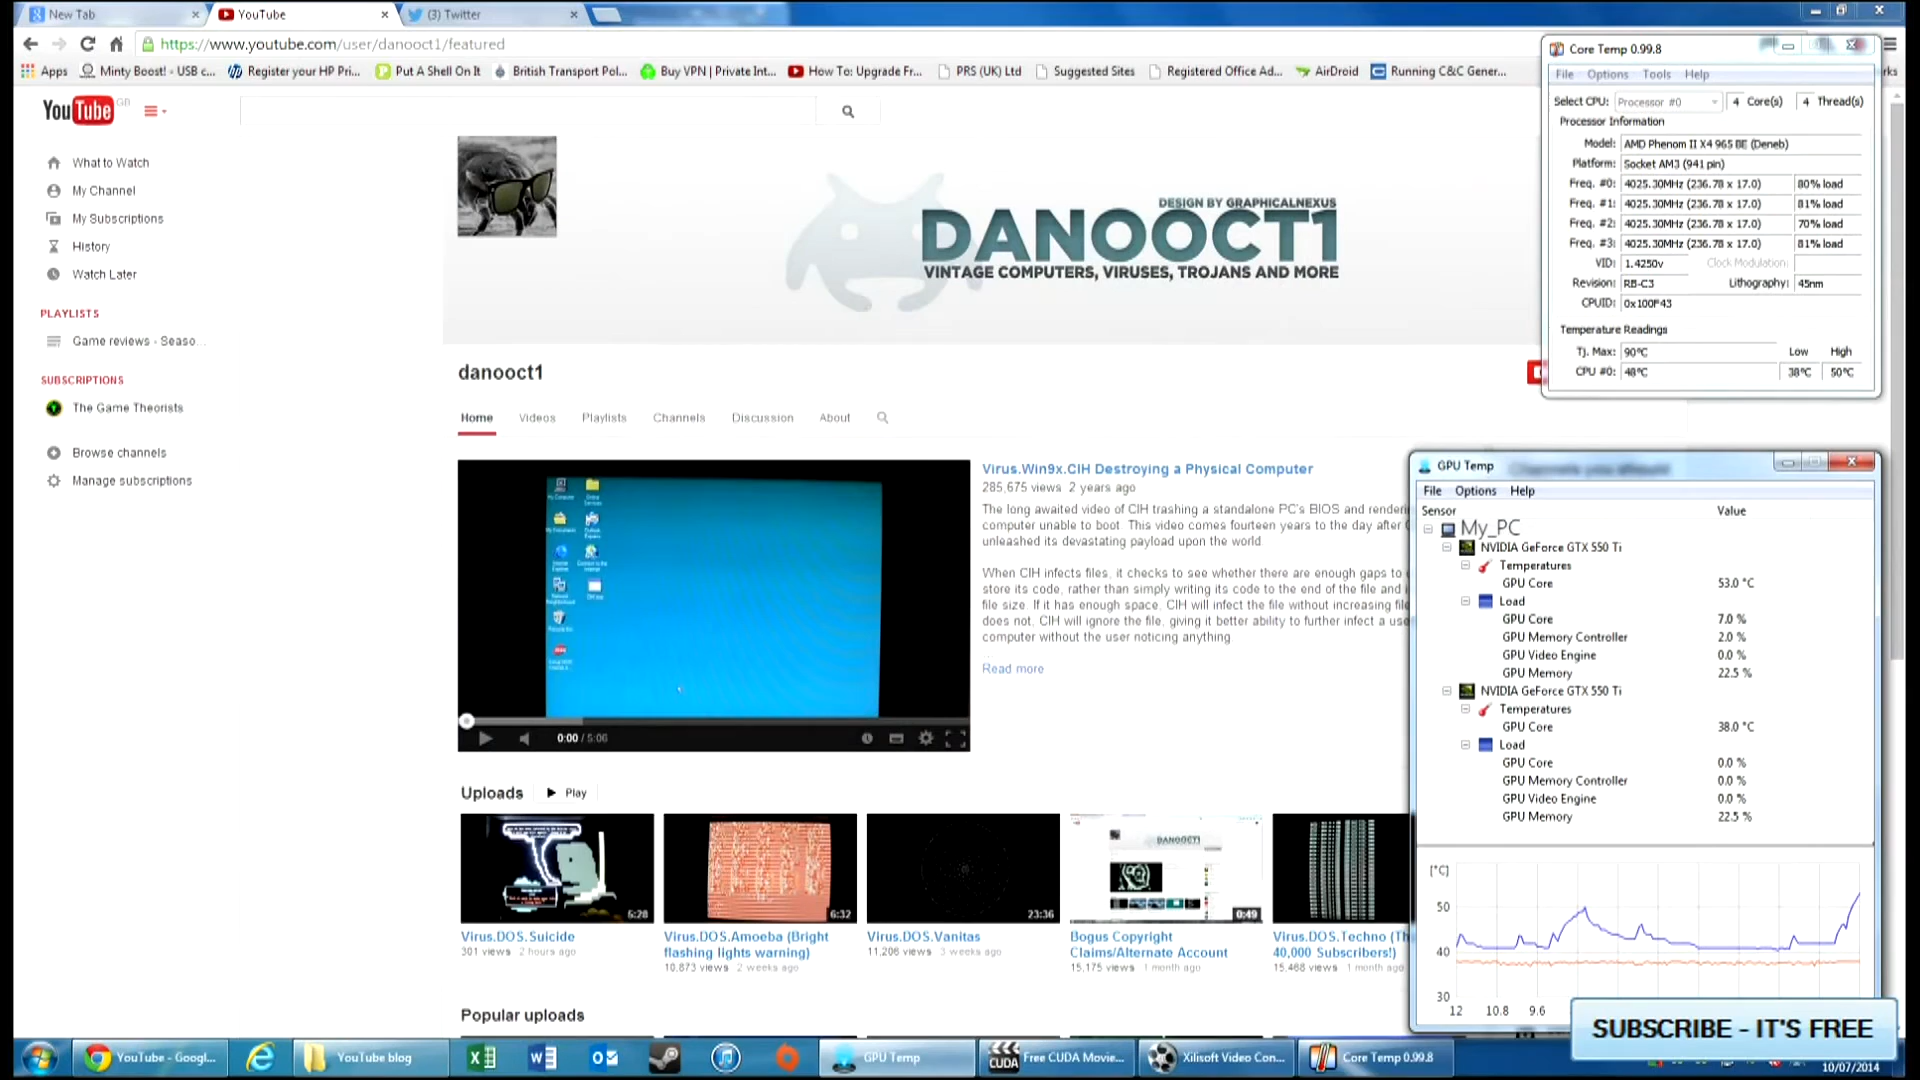 New Tab
YouTube
(3) Twitter
https://www.youtube.com/user/danooct1/featured
Apps
Minty Boost! - USB c...
Register your HP Pri...
Put A Shell On It
British Transport Pol...
Buy VPN | Private Int...
How To: Upgrade Fr...
PRS (UK) Ltd
Suggested Sites
Registered Office Ad...
AirDroid
Running C&C Gener...
YouTube GB
What to Watch
My Channel
My Subscriptions
History
Watch Later
PLAYLISTS
Game reviews - Seaso...
SUBSCRIPTIONS
The Game Theorists
Browse channels
Manage subscriptions
DESIGN BY GRAPHICALNEXUS
DANOOCT1
VINTAGE COMPUTERS, VIRUSES, TROJANS AND MORE
danooct1
Home
Videos
Playlists
Channels
Discussion
About
0:00 / 5:06
Virus.Win9x.CIH Destroying a Physical Computer
285,675 views 2 years ago
The long awaited video of CIH trashing a standalone PC's BIOS and renderi
computer unable to boot. This video comes fourteen years to the day after
unleashed its devastating payload upon the world
When CIH infects files, it checks to see whether there are enough gaps to
store its code, rather than simply writing its code to the end of the file and i
file size. If it has enough space, CIH will infect the file without increasing file
does not, CIH will ignore the file, giving it better ability to further infect a use
computer without the user noticing anything
Read more
Uploads
Play
5:28
Virus.DOS.Suicide
301 views 2 hours ago
6:32
Virus.DOS.Amoeba (Bright
flashing lights warning)
10,873 views 2 weeks ago
23:36
Virus.DOS.Vanitas
11,206 views 3 weeks ago
DANOOCT1
0:49
Bogus Copyright
Claims/Alternate Account
15,175 views 1 month ago
Virus.DOS.Techno (Th
40,000 Subscribers!)
15,468 views 1 month ago
Popular uploads
Core Temp 0.99.8
File Options Tools Help
Select CPU: Processor #0 4 Core(s) 4 Thread(s)
Processor Information
Model: AMD Phenom II X4 965 BE (Deneb)
Platform: Socket AM3 (941 pin)
Freq. #0: 4025.30MHz (236.78 x 17.0) 80% load
Freq. #1: 4025.30MHz (236.78 x 17.0) 81% load
Freq. #2: 4025.30MHz (236.78 x 17.0) 70% load
Freq. #3: 4025.30MHz (236.78 x 17.0) 81% load
VID: 1.4250v Clock Modulation:
Revision: RB-C3 Lithography: 45nm
CPUID: 0x100F43
Temperature Readings
Tj. Max: 90°C Low High
CPU #0: 48°C 38°C 50°C
GPU Temp
File Options Help
Sensor Value
My_PC
NVIDIA GeForce GTX 550 Ti
Temperatures
GPU Core 53.0 °C
Load
GPU Core 7.0 %
GPU Memory Controller 2.0 %
GPU Video Engine 0.0 %
GPU Memory 22.5 %
NVIDIA GeForce GTX 550 Ti
Temperatures
GPU Core 38.0 °C
Load
GPU Core 0.0 %
GPU Memory Controller 0.0 %
GPU Video Engine 0.0 %
GPU Memory 22.5 %
[°C]
50
40
30
12 10.8 9.6
SUBSCRIBE - IT'S FREE
YouTube - Googl...
YouTube blog
GPU Temp
CUDA
Free CUDA Movie...
Xilisoft Video Con...
Core Temp 0.99.8
10/07/2014